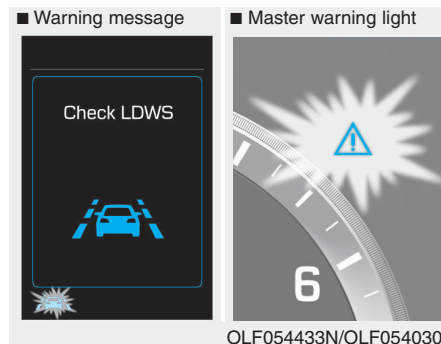 ■ Warning message
■ Master warning light
Check LDWS
6
OLF054433N/OLF054030